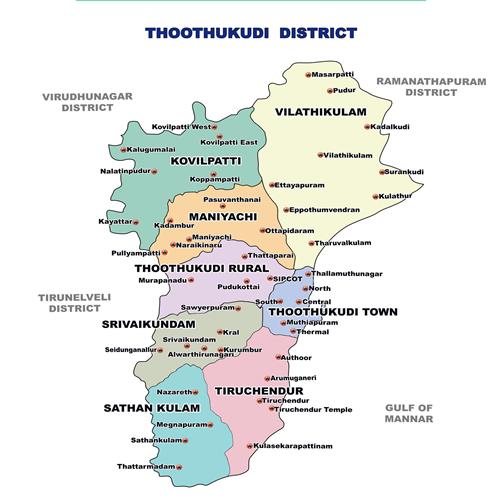 THOOTHUKUDI DISTRICT
Masarpatti
RAMANATHAPURAM
DISTRICT
Pudur
VIRUDHUNAGAR
DISTRICT
VILATHIKULAM
Kovilpatti West
Kadalkudi
Kovilpatti East
Kalugumalai
KOVILPATTI
Vilathikulam
Nalatinpudur
Surankudi
Koppampatti
Ettayapuram
Pasuvanthanai
Kulathur
Eppothumvendran
MANIYACHI
Kayattar
Kadambur
Ottapidaram
Maniyachi
Naraikinaru
Tharuvalkulam
Pullyampatti
Thattaparai
THOOTHUKUDI RURAL
Thallamuthunagar
Murapanadu
SIPCOT
Pudukottai
North
TIRUNELVELI
DISTRICT
South
Central
Sawyerpuram
THOOTHUKUDI TOWN
SRIVAIKUNDAM
Muthiapuram
Kral
Thermal
Srivaikundam
Seidunganallur
Kurumbur
Alwarthirunagari
Authoor
Arumuganeri
Nazareth
TIRUCHENDUR
Tiruchendur
SATHAN KULAM
Tiruchendur Temple
GULF OF
MANNAR
Megnapuram
Sathankulam
Kulasekarapattinam
Thattarmadam